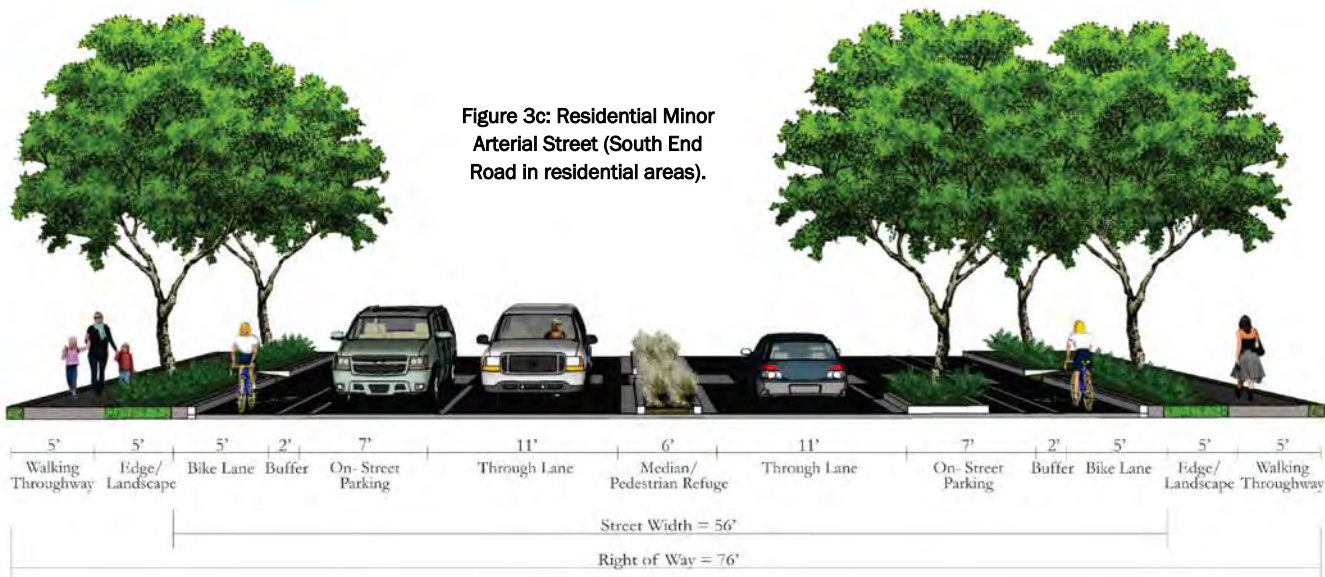 Figure 3c: Residential Minor
Arterial Street (South End
Road in residential areas).
5' 5' 5' 2' 7' 11' 6' 11' 7' 2' 5' 5' 5'
Walking Edge/ Bike Lane Buffer On- Street Through Lane Median/ Through Lane On- Street Buffer Bike Lane Edge/ Walking
Throughway Landscape Parking Pedestrian Refuge Parking Landscape Throughway
Street Width = 56'
Right of Way = 76'